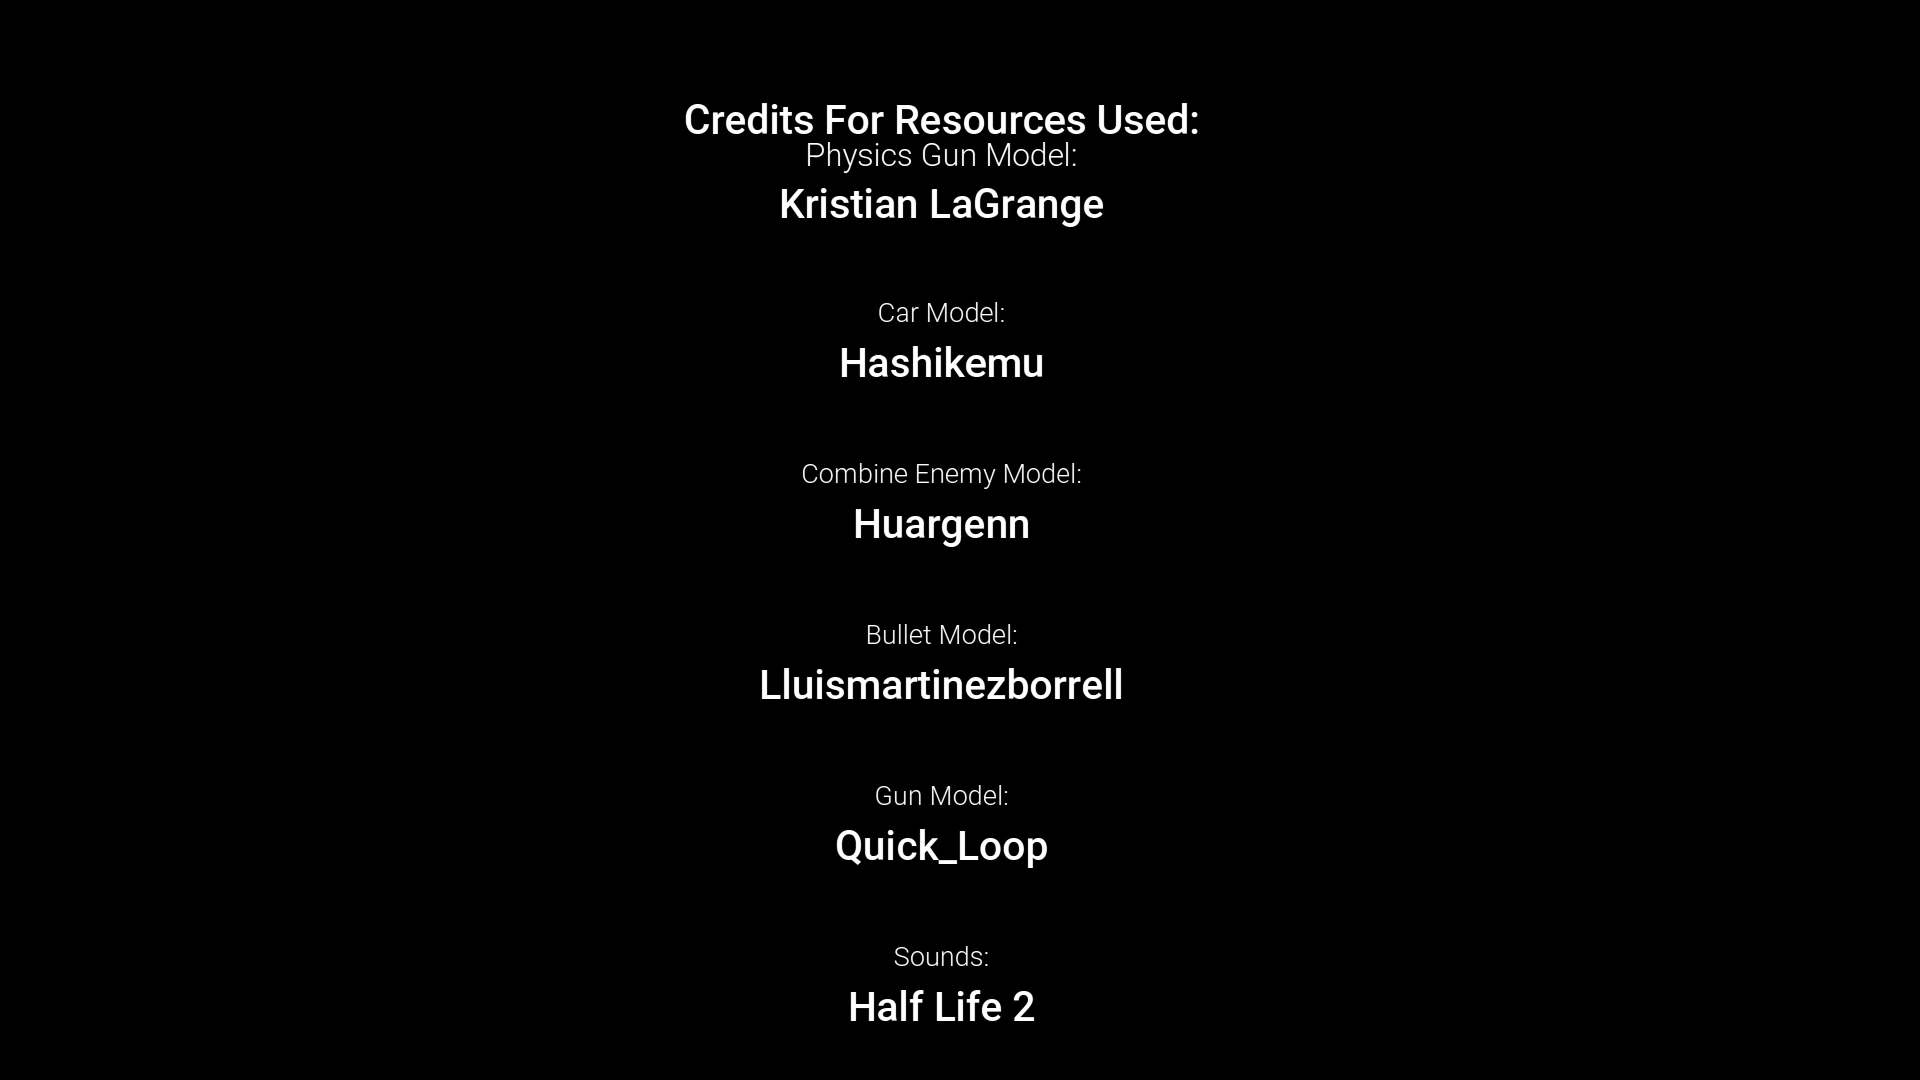 Credits For Resources Used:
Physics Gun Model:
Kristian LaGrange
Car Model:
Hashikemu
Combine Enemy Model:
Huargenn
Bullet Model:
Lluismartinezborrell
Gun Model:
Quick_Loop
Sounds:
Half Life 2